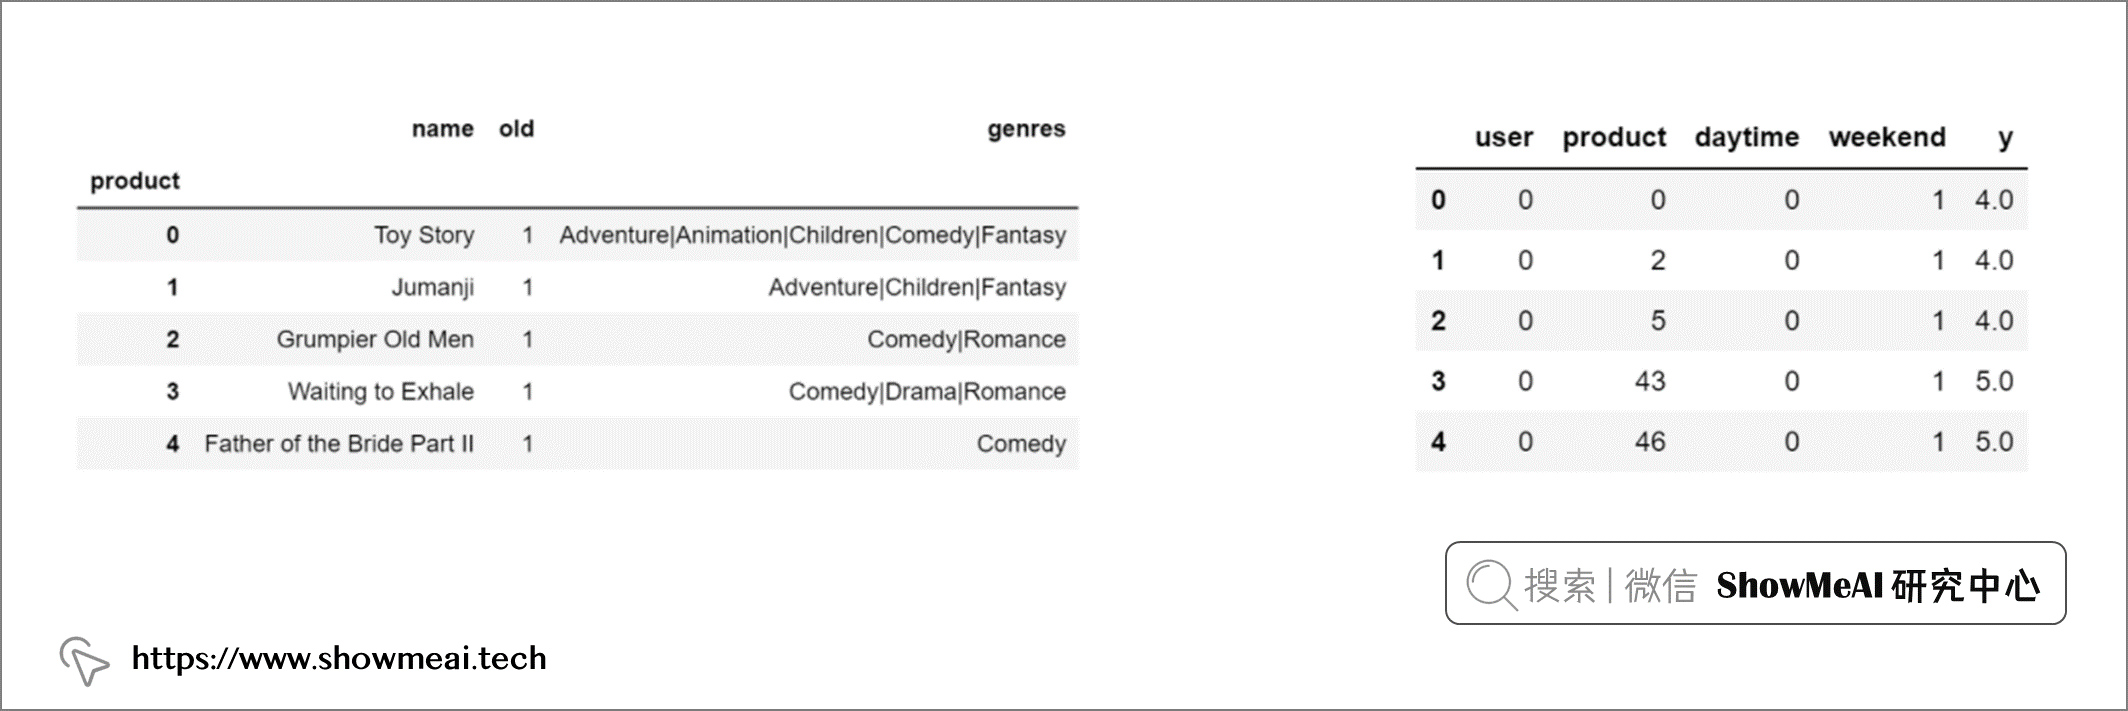 name old genres
product
0 Toy Story 1 Adventure|Animation|Children|Comedy|Fantasy
1 Jumanji 1 Adventure|Children|Fantasy
2 Grumpier Old Men 1 Comedy|Romance
3 Waiting to Exhale 1 Comedy|Drama|Romance
4 Father of the Bride Part II 1 Comedy
user product daytime weekend y
0 0 0 0 1 4.0
1 0 2 0 1 4.0
2 0 5 0 1 4.0
3 0 43 0 1 5.0
4 0 46 0 1 5.0
搜索|微信 ShowMeAI 研究中心
https://www.showmeai.tech